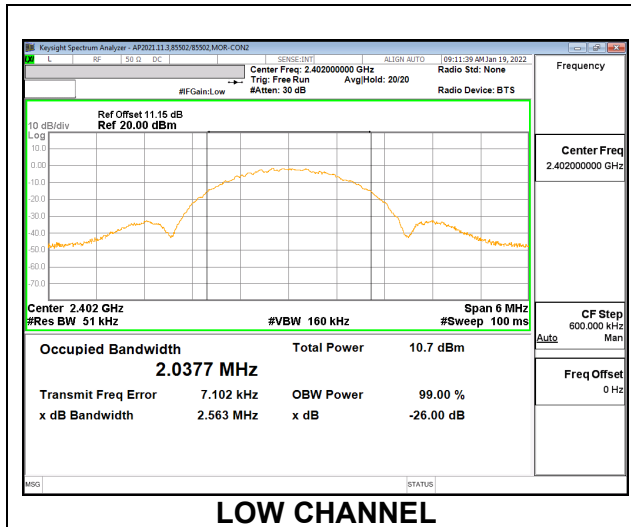 Keysight Spectrum Analyzer - AP2021.11.3,85502/85502,MOR-CON2
L RF 50 Ω DC SENSE:INT ALIGN AUTO 09:11:39 AM Jan 19, 2022
Center Freq: 2.402000000 GHz Radio Std: None
Trig: Free Run Avg|Hold: 20/20
#IFGain:Low #Atten: 30 dB Radio Device: BTS
Frequency
Ref Offset 11.15 dB
10 dB/div Ref 20.00 dBm
Log
10.0
0.00
-10.0
-20.0
-30.0
-40.0
-50.0
-60.0
-70.0
Center Freq
2.402000000 GHz
Center 2.402 GHz Span 6 MHz
#Res BW 51 kHz #VBW 160 kHz #Sweep 100 ms
CF Step
600.000 kHz
Auto Man
Freq Offset
0 Hz
Occupied Bandwidth Total Power 10.7 dBm
2.0377 MHz
Transmit Freq Error 7.102 kHz OBW Power 99.00 %
x dB Bandwidth 2.563 MHz x dB -26.00 dB
MSG STATUS
LOW CHANNEL